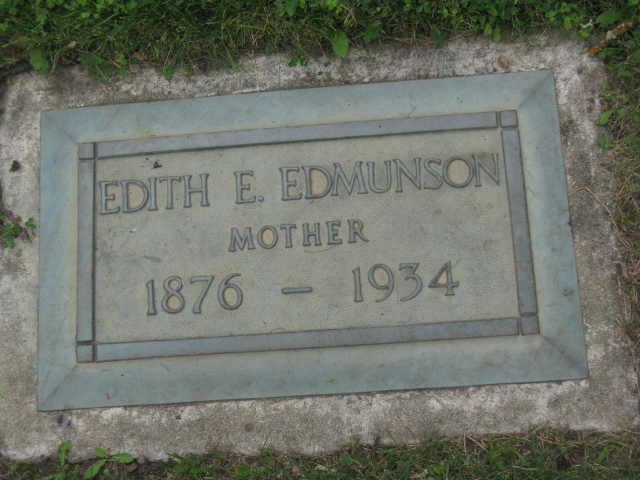 EDITH E. EDMUNSON
MOTHER
1876 – 1934